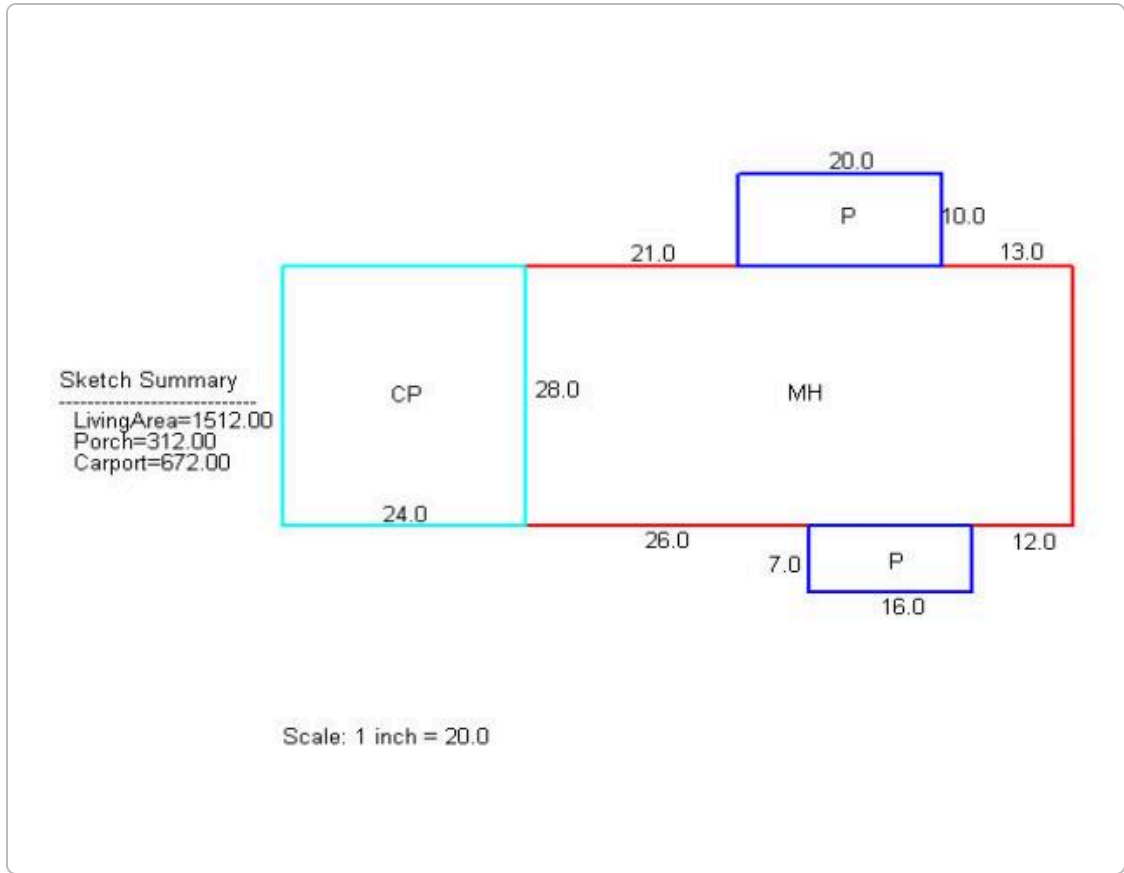 20.0
P
10.0
21.0
13.0
Sketch Summary
LivingArea=1512.00
Porch=312.00
Carport=672.00
CP
28.0
MH
24.0
26.0
7.0
P
12.0
16.0
Scale: 1 inch = 20.0